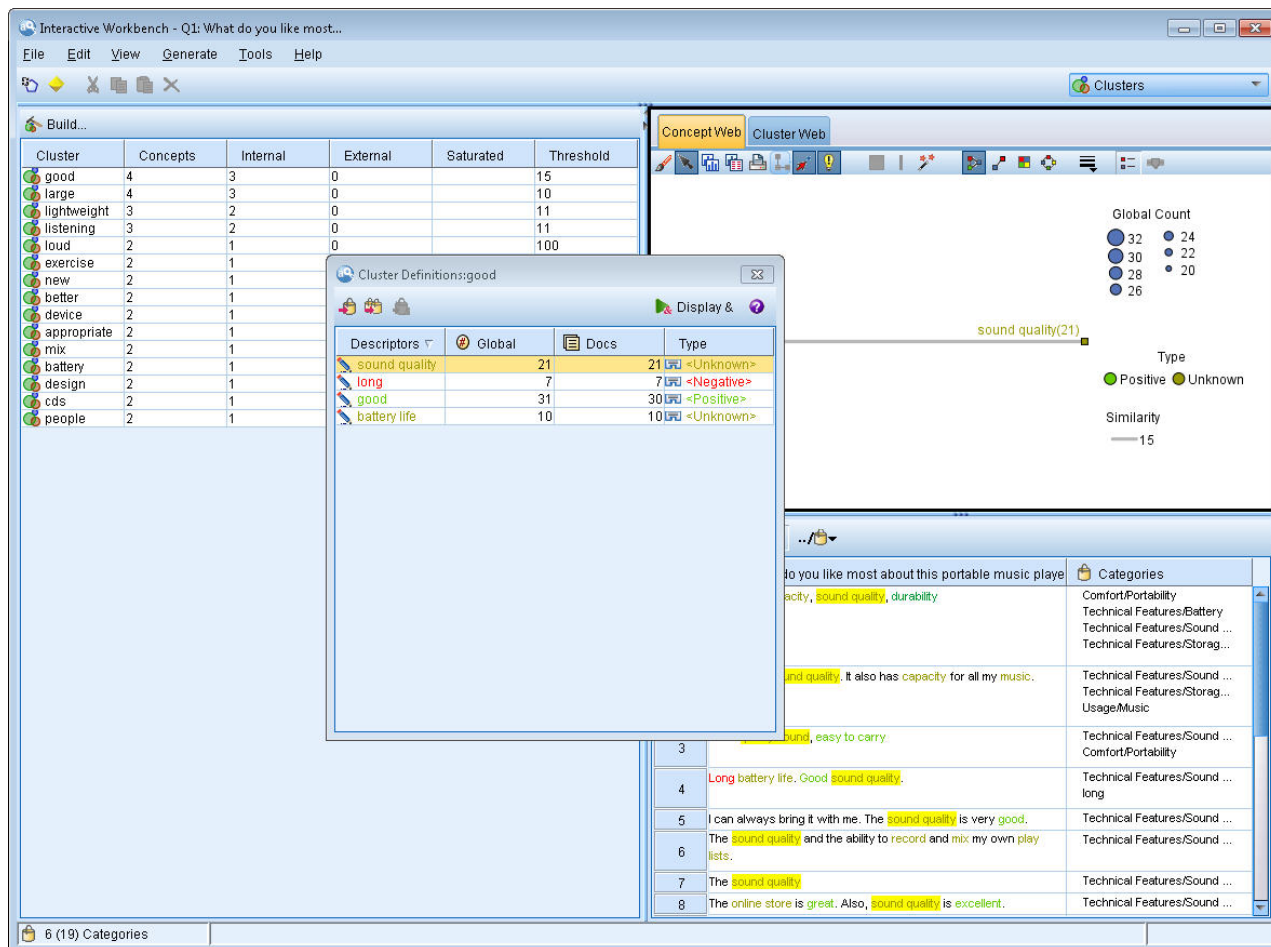 Interactive Workbench - Q1: What do you like most...
File Edit View Generate Tools Help
Clusters
Build...
Cluster Concepts Internal External Saturated Threshold
good 4 3 0 15
large 4 3 0 10
lightweight 3 2 0 11
listening 3 2 0 11
loud 2 1 0 100
exercise 2 1
new 2 1
better 2 1
device 2 1
appropriate 2 1
mix 2 1
battery 2 1
design 2 1
cds 2 1
people 2 1
Cluster Definitions:good
Display &
Descriptors Global Docs Type
sound quality 21 21 <Unknown>
long 7 7 <Negative>
good 31 30 <Positive>
battery life 10 10 <Unknown>
Concept Web Cluster Web
Global Count
32 24
30 22
28 20
26
sound quality(21)
Type
Positive Unknown
Similarity
15
../
do you like most about this portable music playe Categories
acity, sound quality, durability
Comfort/Portability
Technical Features/Battery
Technical Features/Sound ...
Technical Features/Storag...
und quality. It also has capacity for all my music.
Technical Features/Sound ...
Technical Features/Storag...
Usage/Music
3 ound, easy to carry.
Technical Features/Sound ...
Comfort/Portability
4 Long battery life. Good sound quality.
Technical Features/Sound ...
long
5 I can always bring it with me. The sound quality is very good. Technical Features/Sound ...
6 The sound quality and the ability to record and mix my own play
lists.
Technical Features/Sound ...
7 The sound quality Technical Features/Sound ...
8 The online store is great. Also, sound quality is excellent. Technical Features/Sound ...
6 (19) Categories